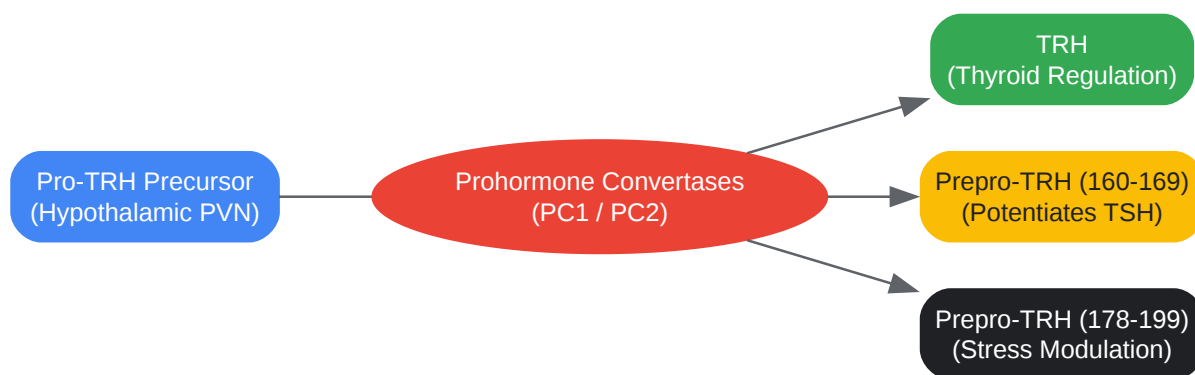 Pro-TRH Precursor
(Hypothalamic PVN)
Prohormone Convertases
(PC1 / PC2)
TRH
(Thyroid Regulation)
Prepro-TRH (160-169)
(Potentiates TSH)
Prepro-TRH (178-199)
(Stress Modulation)